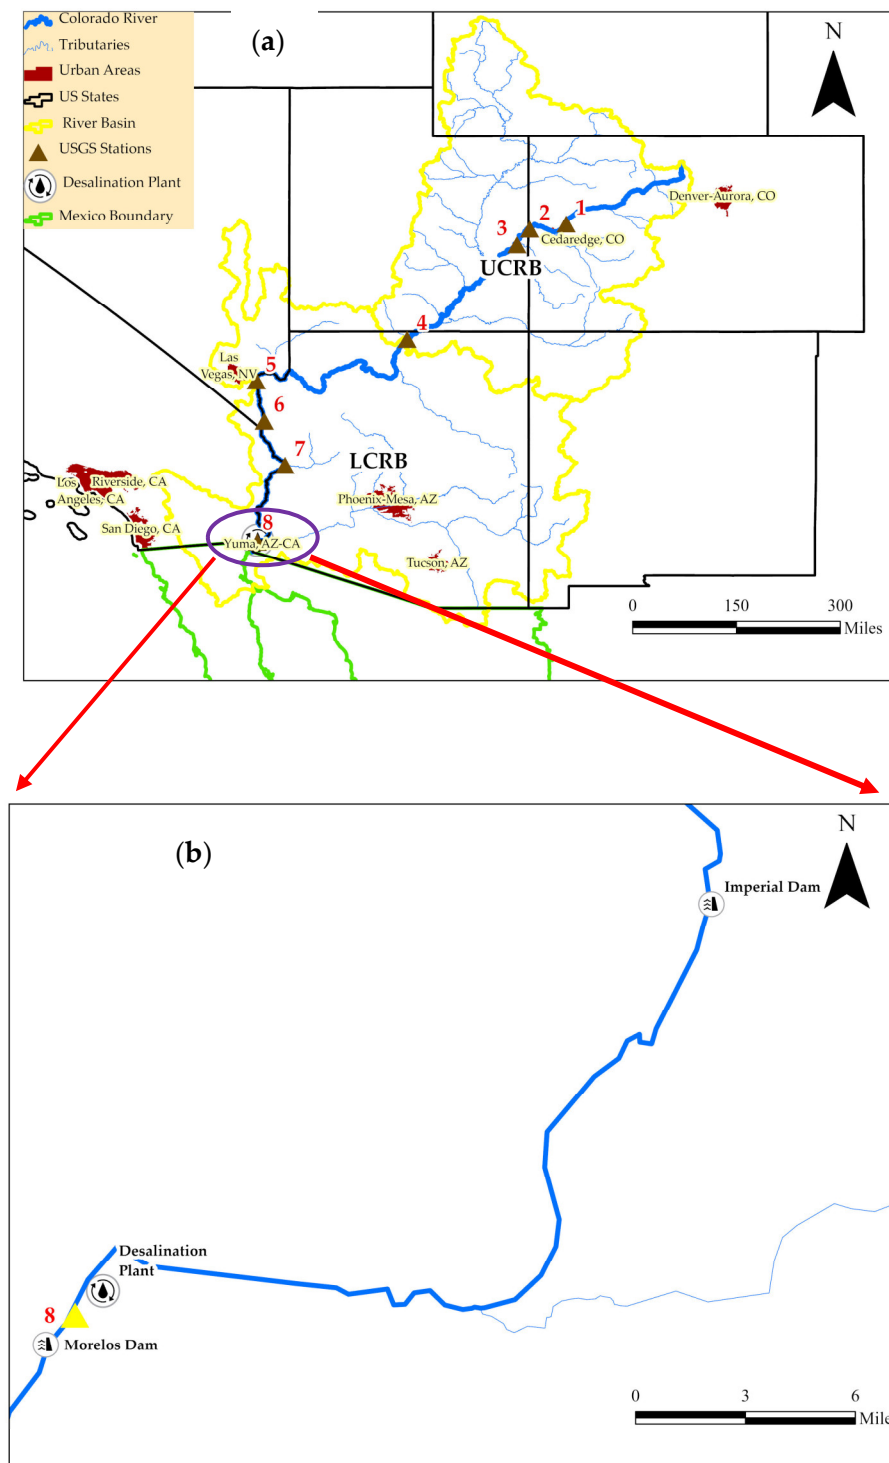 Colorado River
(a)
Tributaries
Urban Areas
US States
River Basin
USGS Stations
Desalination Plant
Mexico Boundary
N
Denver-Aurora, CO
1
2
3
Cedaredge, CO
UCRB
4
Las
Vegas, NV
5
6
7
LCRB
Los
Riverside, CA
Angeles, CA
Phoenix-Mesa, AZ
San Diego, CA
8
Yuma, AZ-CA
Tucson, AZ
0 150 300
Miles
(b)
N
Imperial Dam
Desalination
Plant
8
Morelos Dam
0 3 6
Mile